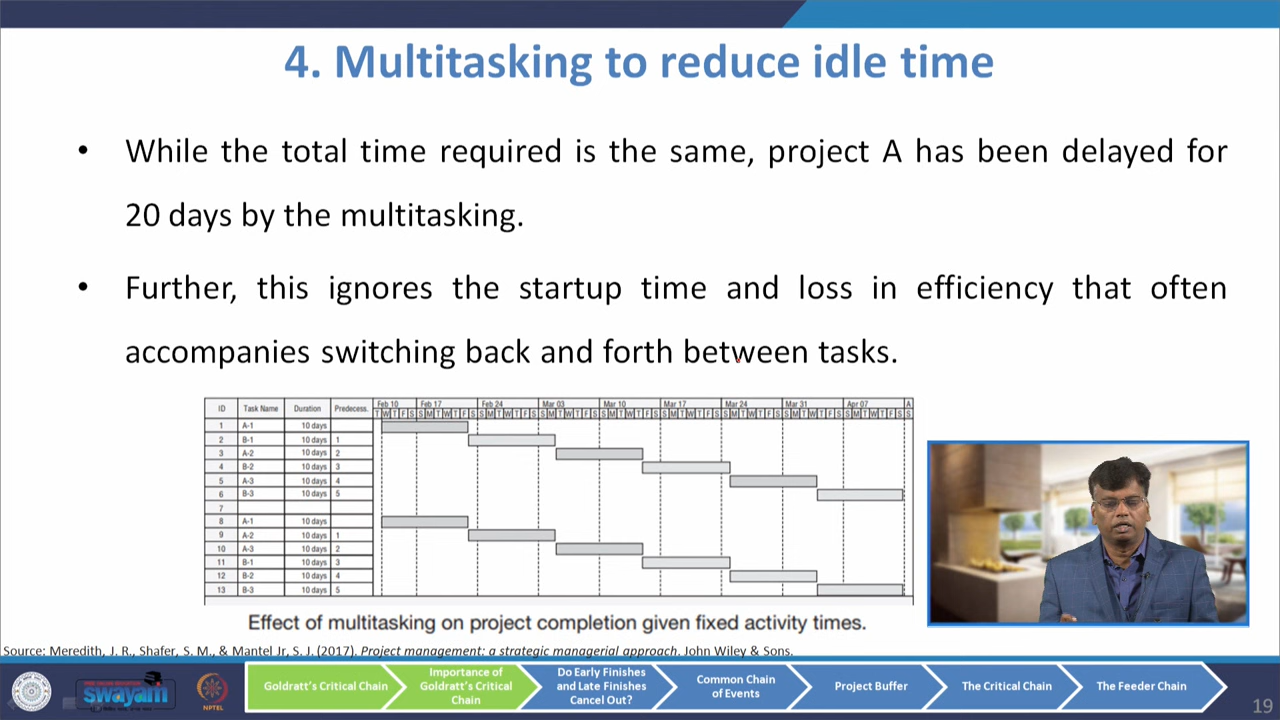 4. Multitasking to reduce idle time
• While the total time required is the same, project A has been delayed for
20 days by the multitasking.
• Further, this ignores the startup time and loss in efficiency that often
accompanies switching back and forth between tasks.
ID Task Name Duration Predecess. Feb 10 Feb 17 Feb 24 Mar 03 Mar 10 Mar 17 Mar 24 Mar 31 Apr 07 A
T W T F S S M T W T F S S M T W T F S S M T W T F S S M T W T F S S M T W T F S S M T W T F S S M T W T F S S M T W T F S S
1 A-1 10 days
2 B-1 10 days 1
3 A-2 10 days 2
4 B-2 10 days 3
5 A-3 10 days 4
6 B-3 10 days 5
7
8 A-1 10 days
9 A-2 10 days 1
10 A-3 10 days 2
11 B-1 10 days 3
12 B-2 10 days 4
13 B-3 10 days 5
Effect of multitasking on project completion given fixed activity times.
Source: Meredith, J. R., Shafer, S. M., & Mantel Jr, S. J. (2017). Project management: a strategic managerial approach. John Wiley & Sons.
swayam
NPTEL
Goldratt's Critical Chain
Importance of
Goldratt's Critical
Chain
Do Early Finishes
and Late Finishes
Cancel Out?
Common Chain
of Events
Project Buffer
The Critical Chain
The Feeder Chain
19